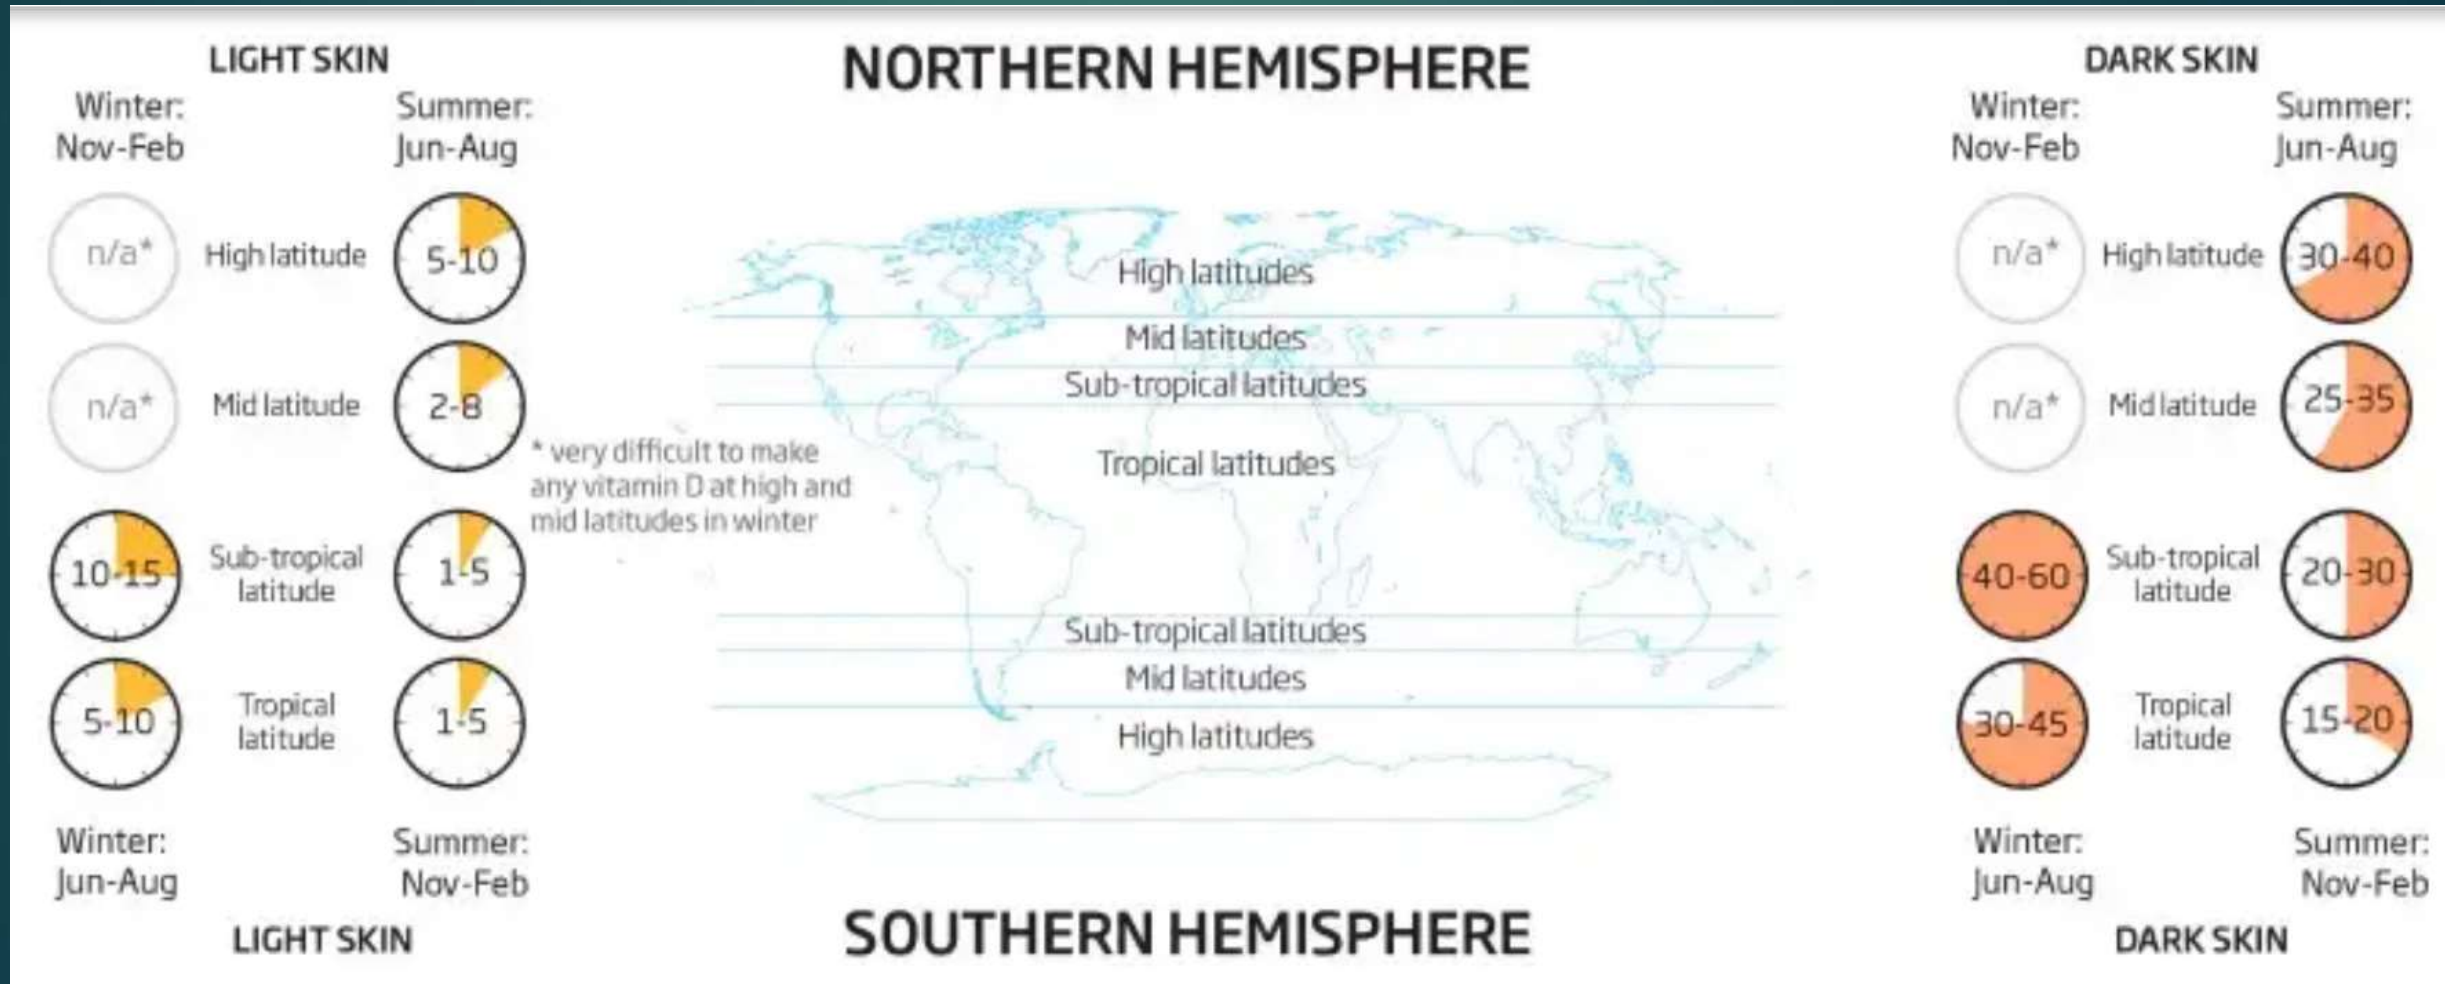 LIGHT SKIN
Winter:
Nov-Feb
Summer:
Jun-Aug
n/a*
High latitude
5-10
n/a*
Mid latitude
2-8
10-15
Sub-tropical
latitude
1-5
5-10
Tropical
latitude
1-5
Winter:
Jun-Aug
Summer:
Nov-Feb
LIGHT SKIN
* very difficult to make
any vitamin D at high and
mid latitudes in winter
NORTHERN HEMISPHERE
High latitudes
Mid latitudes
Sub-tropical latitudes
Tropical latitudes
Sub-tropical latitudes
Mid latitudes
High latitudes
SOUTHERN HEMISPHERE
DARK SKIN
Winter:
Nov-Feb
Summer:
Jun-Aug
n/a*
High latitude
30-40
n/a*
Mid latitude
25-35
40-60
Sub-tropical
latitude
20-30
30-45
Tropical
latitude
15-20
Winter:
Jun-Aug
Summer:
Nov-Feb
DARK SKIN